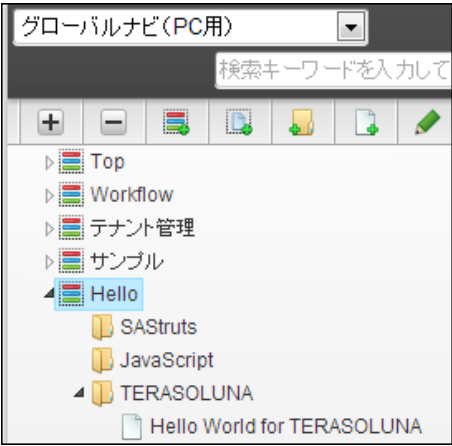 グローバルナビ(PC用)
検索キーワードを入力して
Top
Workflow
テナント管理
サンプル
Hello
SAStruts
JavaScript
TERASOLUNA
Hello World for TERASOLUNA